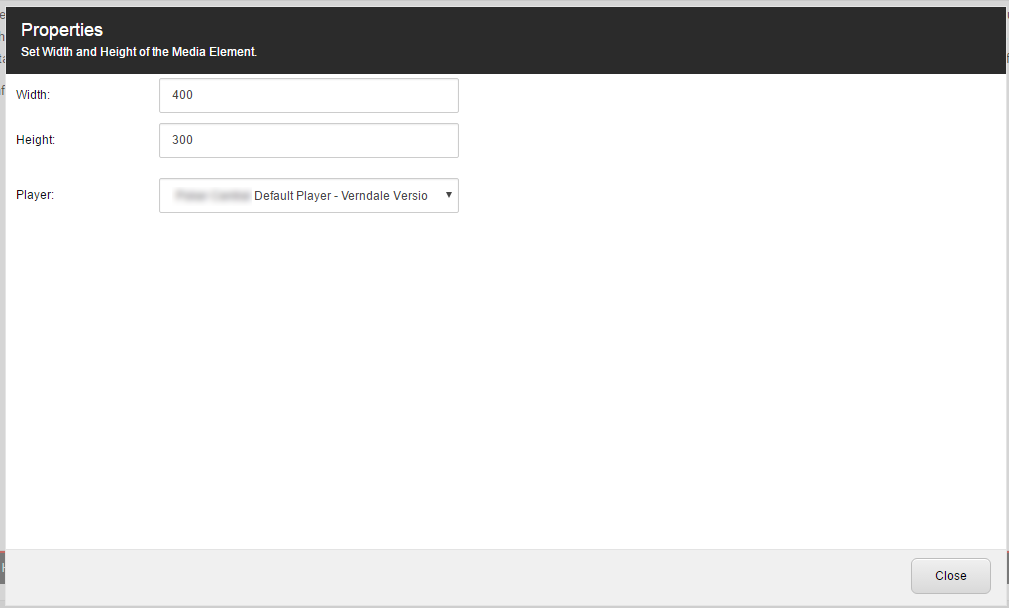 Properties
Set Width and Height of the Media Element.
Width:
400
Height:
300
Player:
Default Player - Verndale Versio
Close